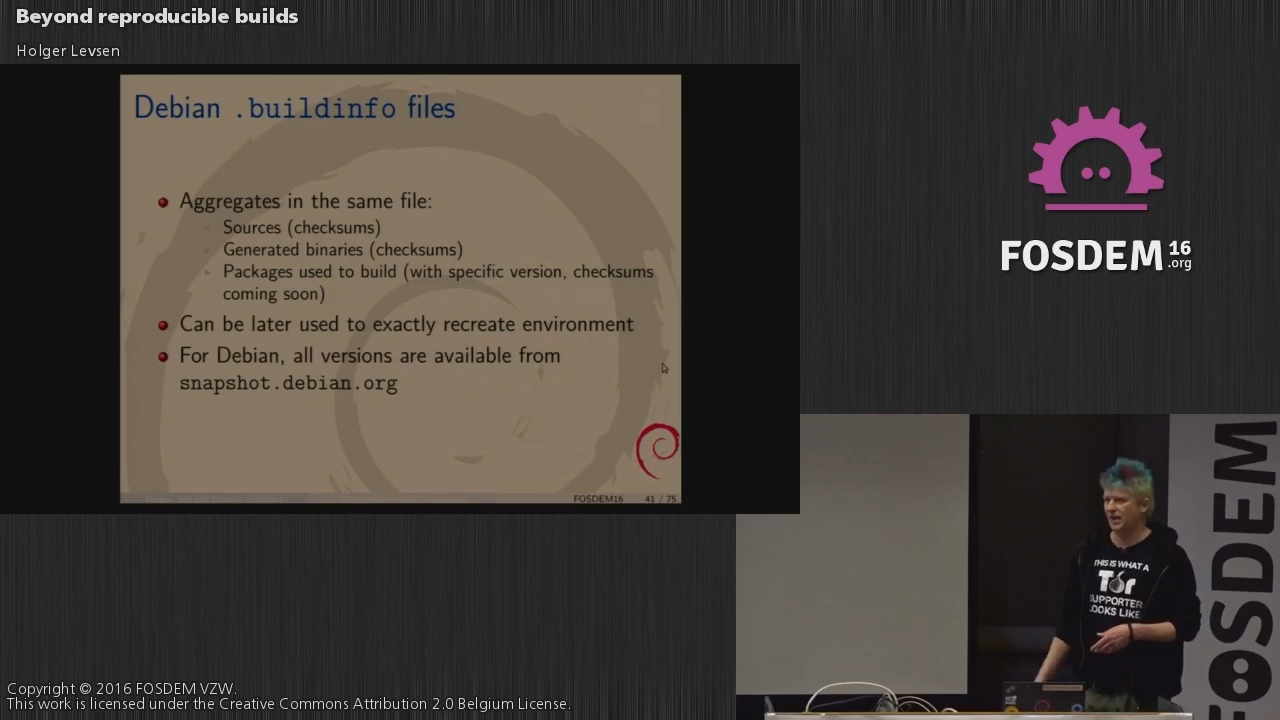 Beyond reproducible builds
Holger Levsen
Debian .buildinfo files
Aggregates in the same file:
Sources (checksums)
Generated binaries (checksums)
Packages used to build (with specific version, checksums
coming soon)
Can be later used to exactly recreate environment
For Debian, all versions are available from
snapshot.debian.org
FOSDEM16 41 / 75
FOSDEM 16
.org
THIS IS WHAT A
Tor
SUPPORTER
LOOKS LIKE
FOSDEM
Copyright © 2016 FOSDEM VZW.
This work is licensed under the Creative Commons Attribution 2.0 Belgium License.